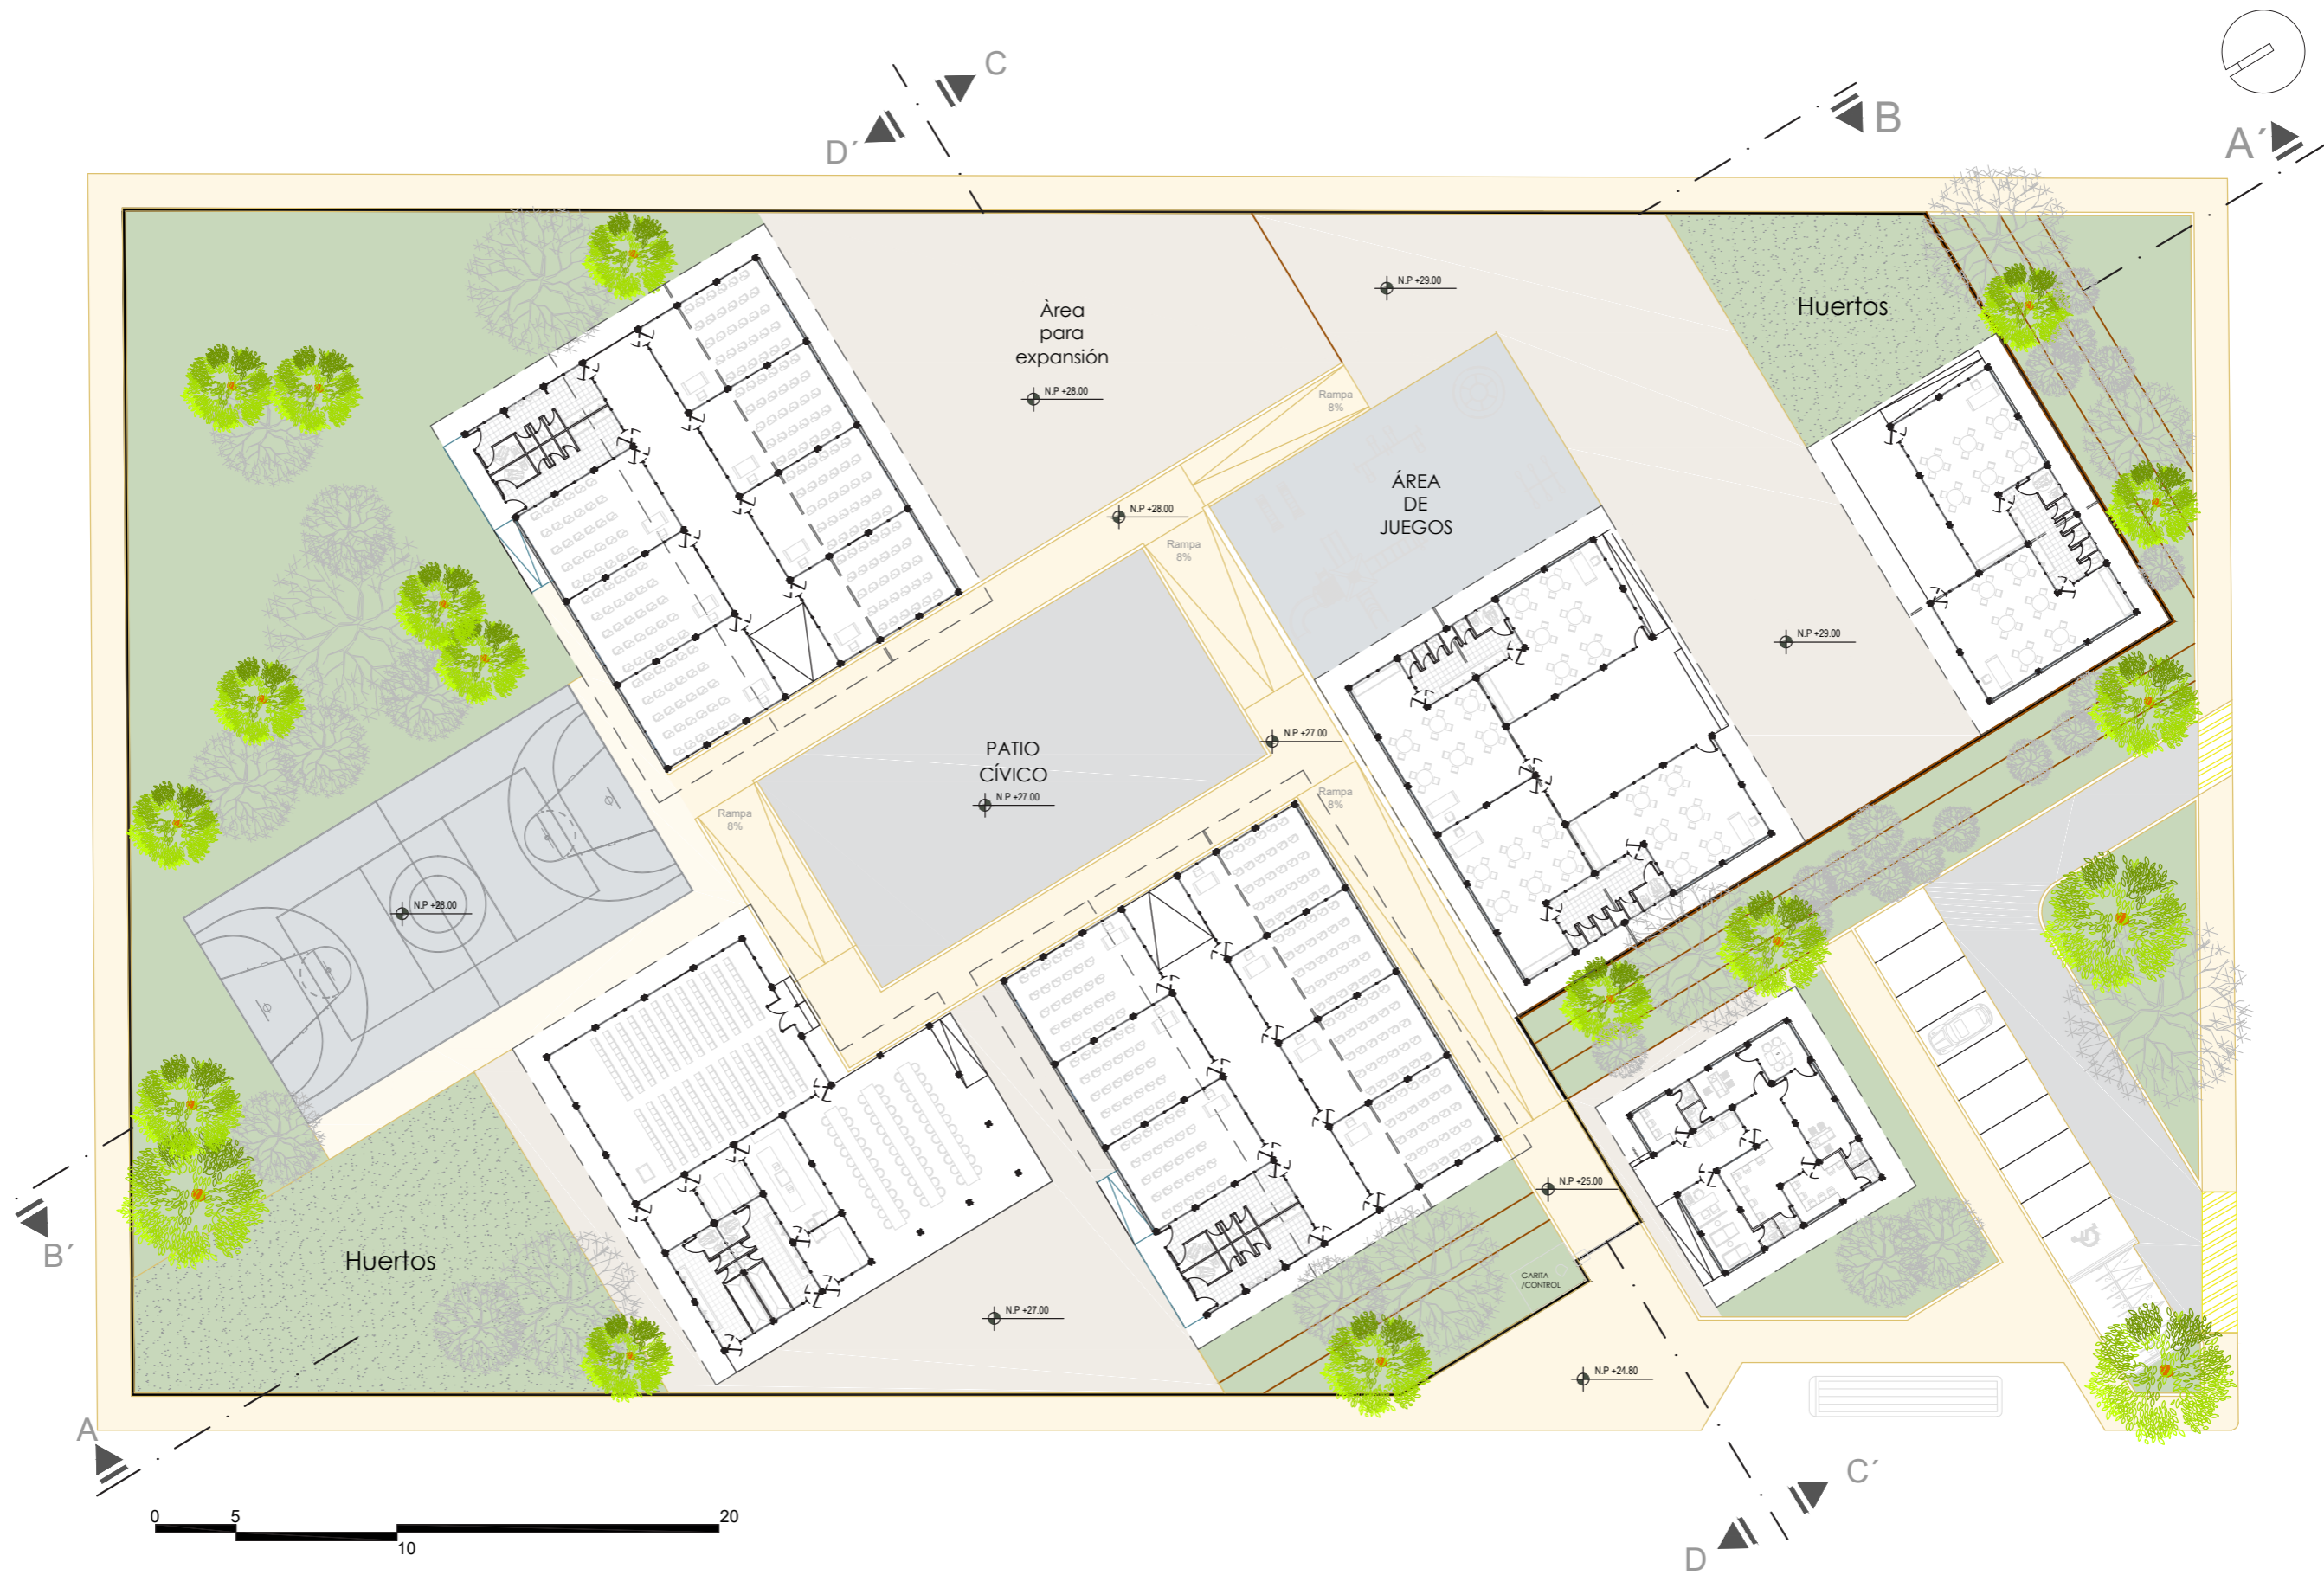 C
D´
B
A´
Huertos
N.P +29.00
Àrea
para
expansión
N.P +28.00
Rampa
8%
ÁREA
DE
JUEGOS
N.P +28.00
Rampa
8%
N.P +29.00
PATIO
CÍVICO
N.P +27.00
N.P +27.00
Rampa
8%
Rampa
8%
N.P +28.00
N.P +25.00
B´
Huertos
GARITA
/CONTROL
N.P +27.00
N.P +24.80
A
C´
D
0
5
20
10